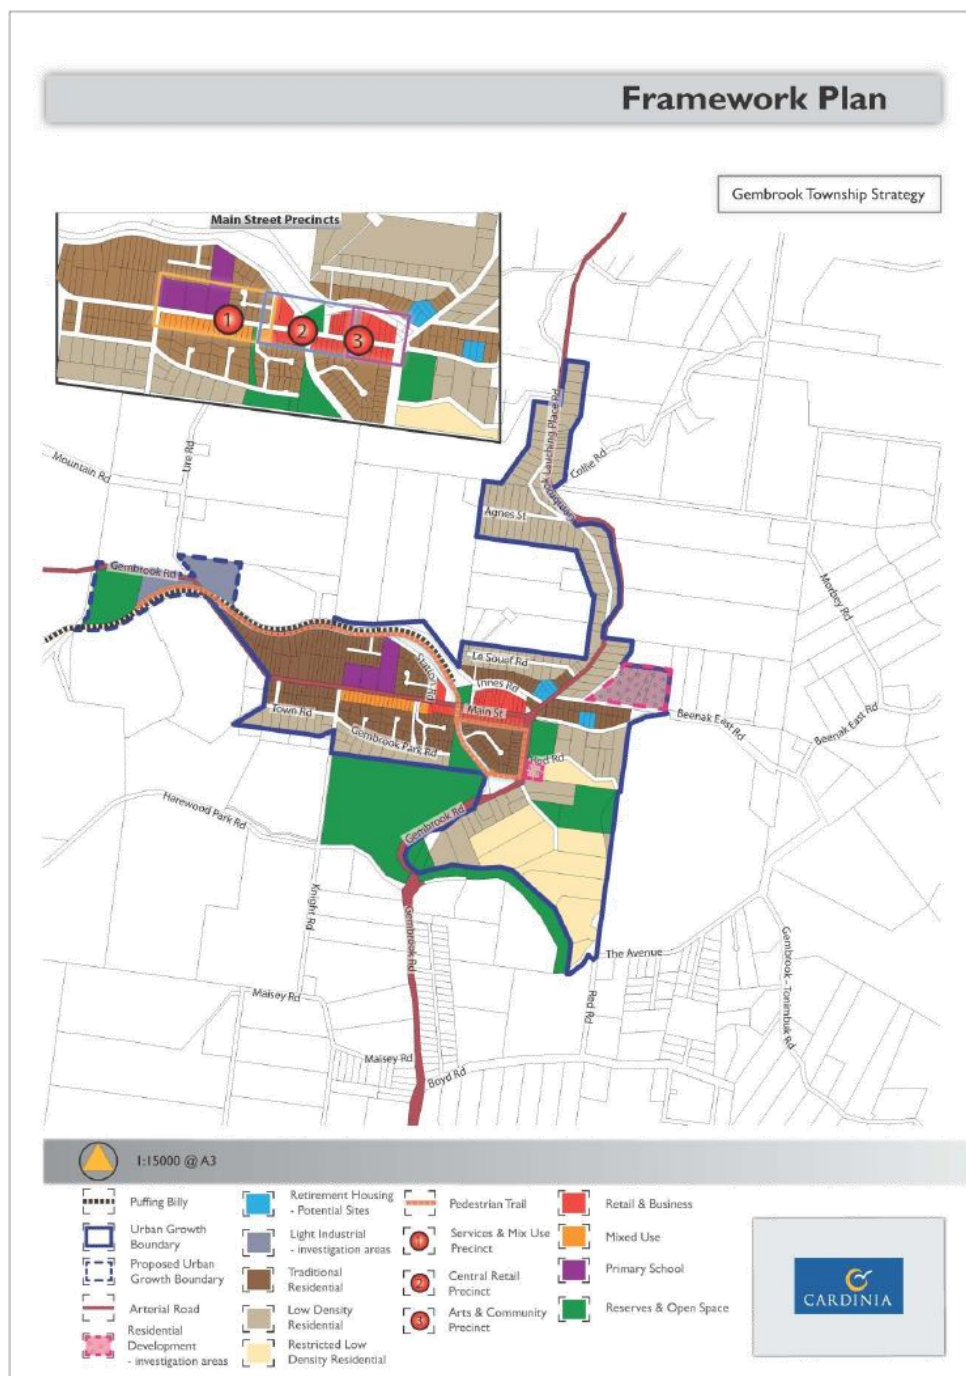 Framework Plan
Gembrook Township Strategy
Main Street Precincts
1
2
3
Ure Rd
Mountain Rd
Gembrook Rd
Collie Rd
Agnes St
Morbey Rd
Le Souef Rd
Innes Rd
Station Rd
Main St
Town Rd
Gembrook Park Rd
Beenak East Rd
Beenak East Rd
Red Rd
Gembrook Rd
Harewood Park Rd
Knight Rd
Gembrook Rd
The Avenue
Gembrook - Tonimbuk Rd
Maisey Rd
Red Rd
Maisey Rd
Boyd Rd
1:15000 @ A3
Puffing Billy
Urban Growth
Boundary
Proposed Urban
Growth Boundary
Arterial Road
Residential
Development
- investigation areas
Retirement Housing
- Potential Sites
Light Industrial
- investigation areas
Traditional
Residential
Low Density
Residential
Restricted Low
Density Residential
Pedestrian Trail
Services & Mix Use
Precinct
Central Retail
Precinct
Arts & Community
Precinct
Retail & Business
Mixed Use
Primary School
Reserves & Open Space
CARDINIA